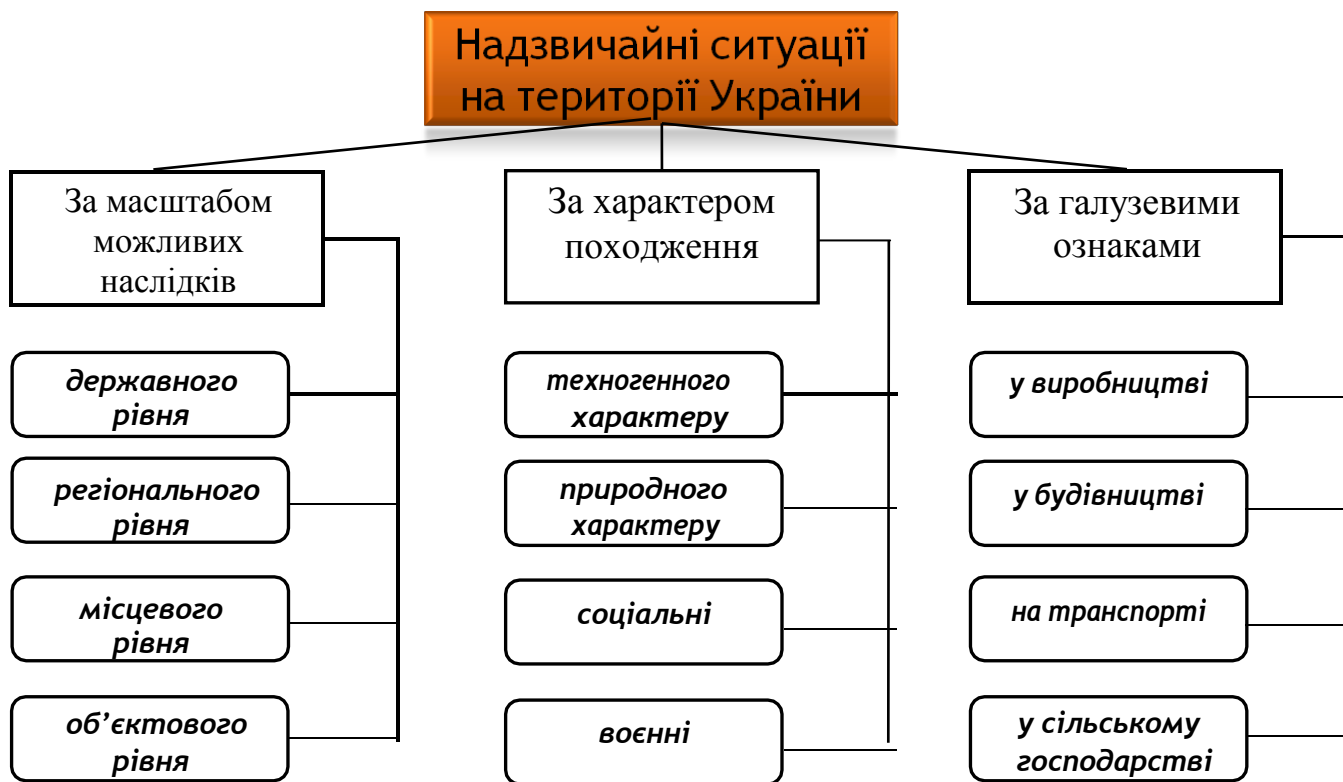 Надзвичайні ситуації
на території України
За масштабом
можливих
наслідків
державного
рівня
регіонального
рівня
місцевого
рівня
об’єктового
рівня
За характером
походження
техногенного
характеру
природного
характеру
соціальні
воєнні
За галузевими
ознаками
у виробництві
у будівництві
на транспорті
у сільському
господарстві